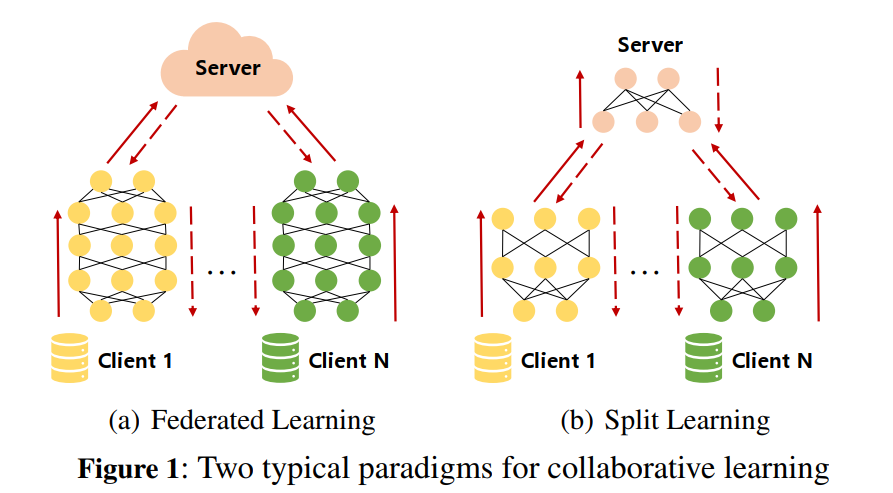 Server
Client 1
...
Client N
(a) Federated Learning
Server
Client 1
...
Client N
(b) Split Learning
Figure 1: Two typical paradigms for collaborative learning